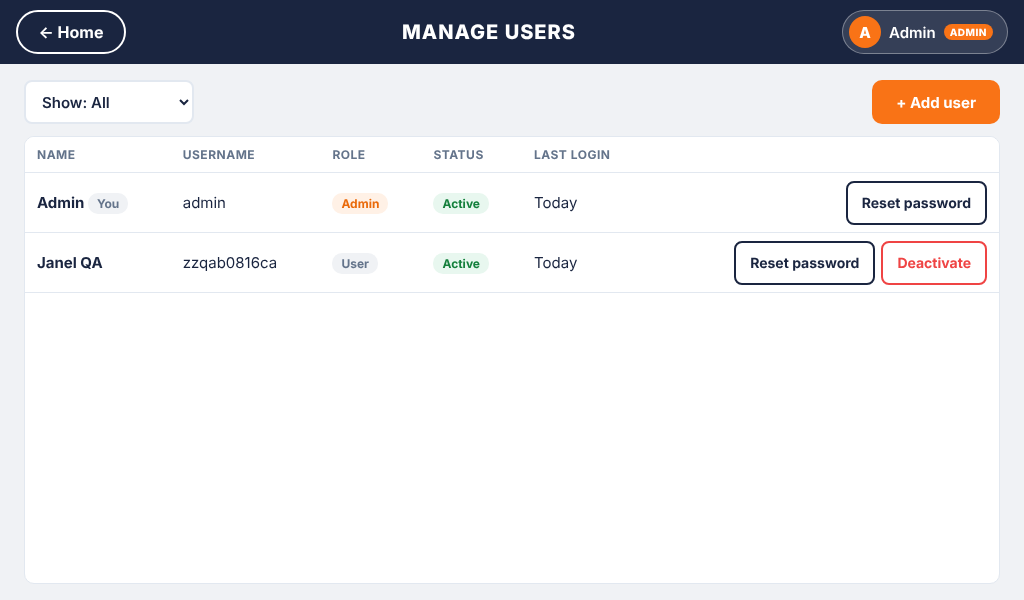 ← Home
MANAGE USERS
A Admin ADMIN
Show: All
+ Add user
NAME USERNAME ROLE STATUS LAST LOGIN
Admin You admin Admin Active Today Reset password
Janel QA zzqab0816ca User Active Today Reset password Deactivate